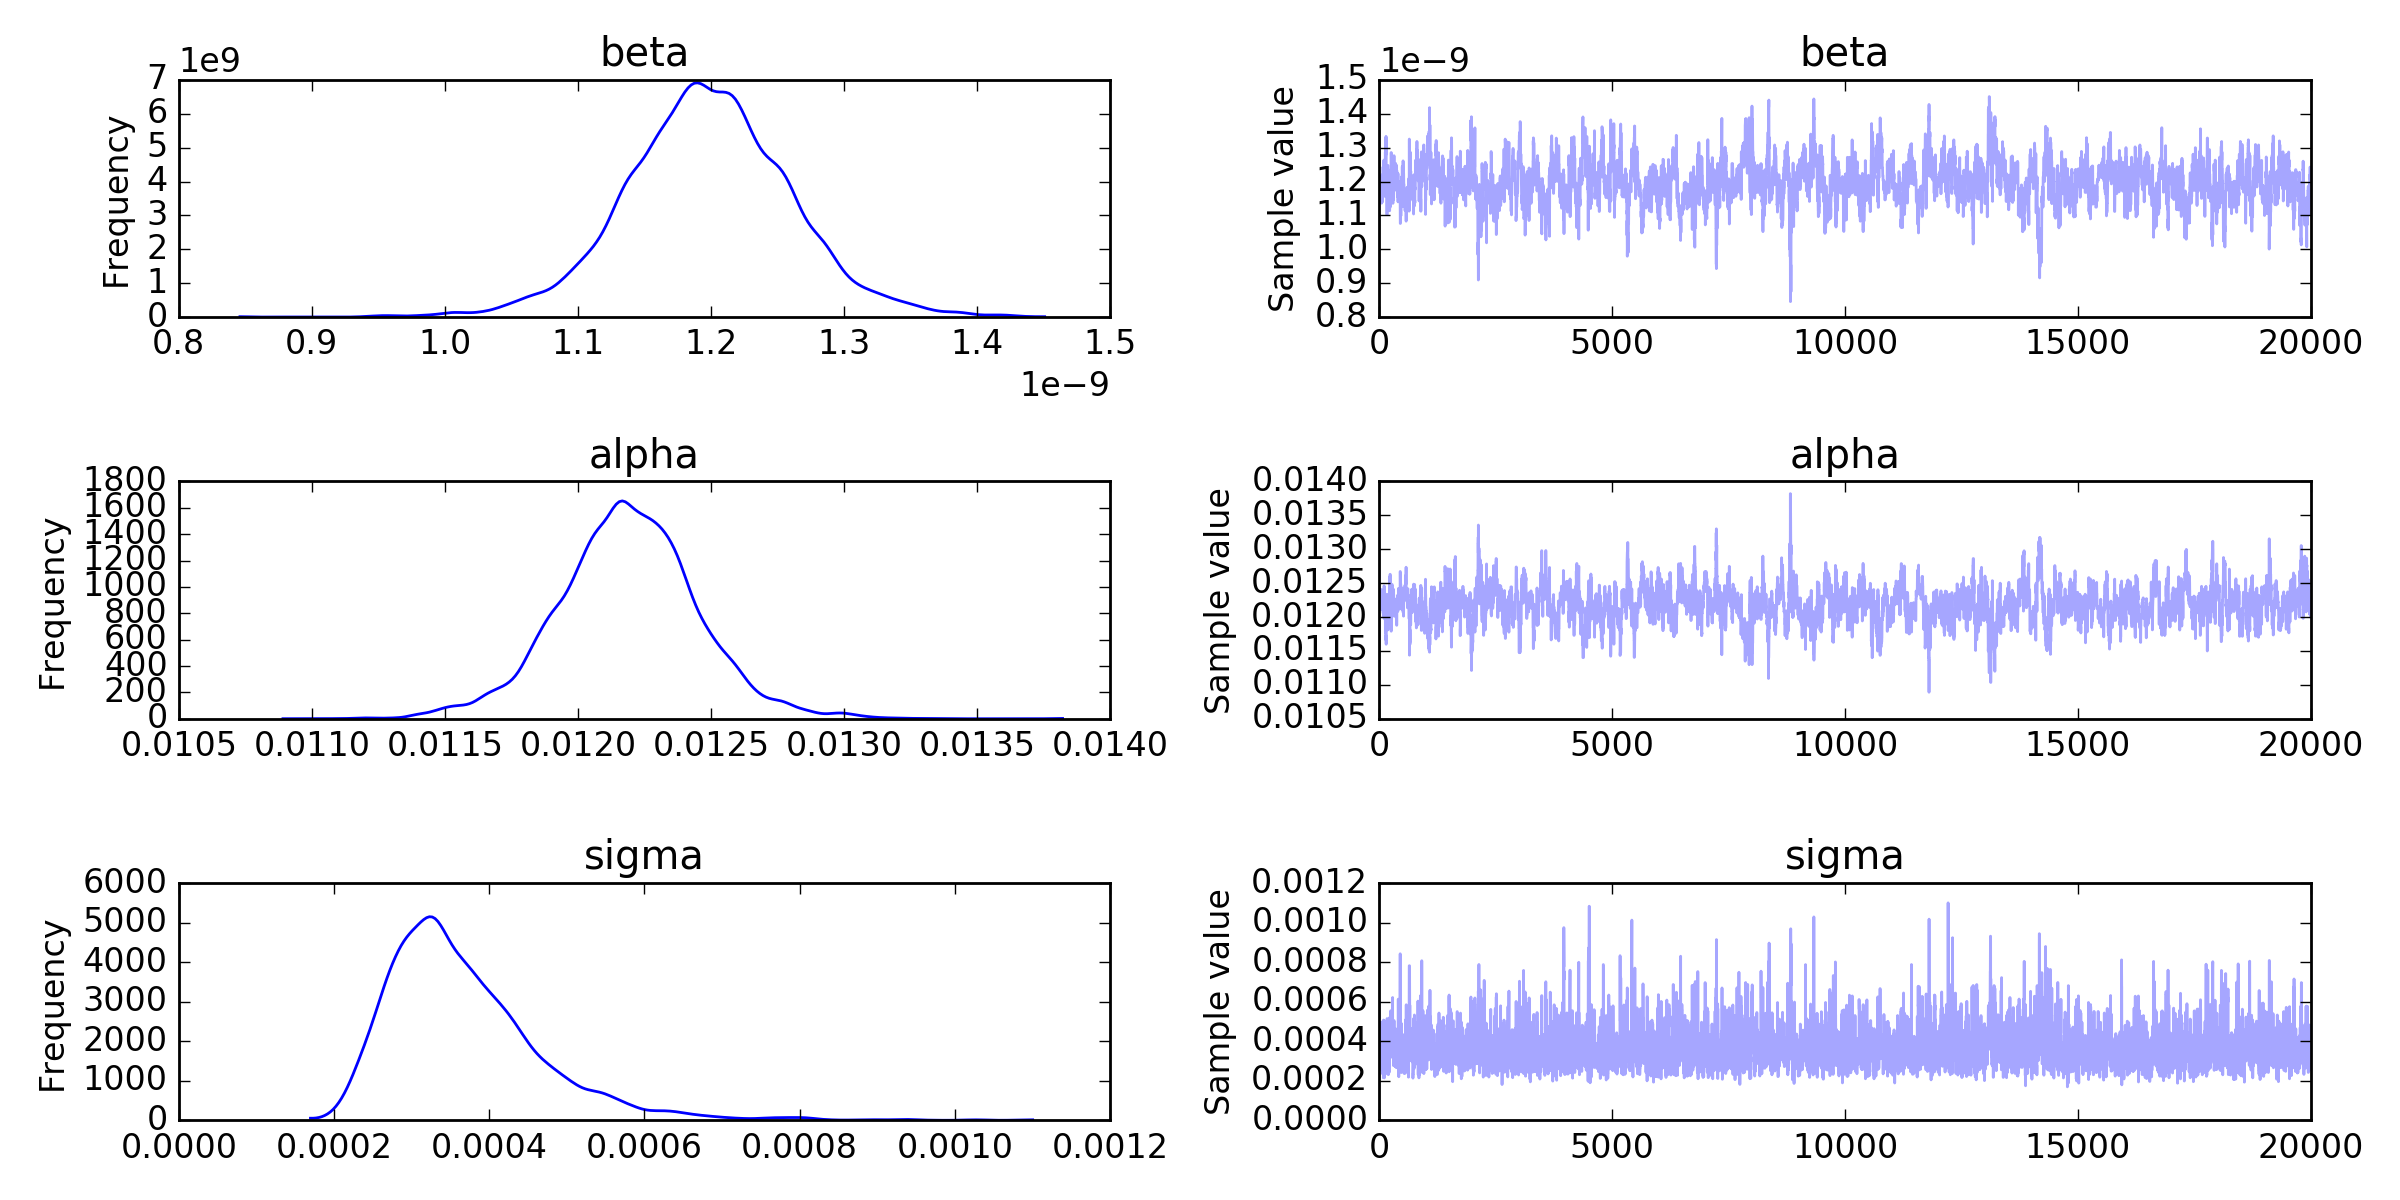 beta
1e9
7
6
5
4
3
2
1
0
Frequency
0.8 0.9 1.0 1.1 1.2 1.3 1.4 1.5
1e−9
beta
1e−9
1.5
1.4
1.3
1.2
1.1
1.0
0.9
0.8
Sample value
0 5000 10000 15000 20000
alpha
1800
1600
1400
1200
1000
800
600
400
200
0
Frequency
0.0105 0.0110 0.0115 0.0120 0.0125 0.0130 0.0135 0.0140
alpha
0.0140
0.0135
0.0130
0.0125
0.0120
0.0115
0.0110
0.0105
Sample value
0 5000 10000 15000 20000
sigma
6000
5000
4000
3000
2000
1000
0
Frequency
0.0000 0.0002 0.0004 0.0006 0.0008 0.0010 0.0012
sigma
0.0012
0.0010
0.0008
0.0006
0.0004
0.0002
0.0000
Sample value
0 5000 10000 15000 20000